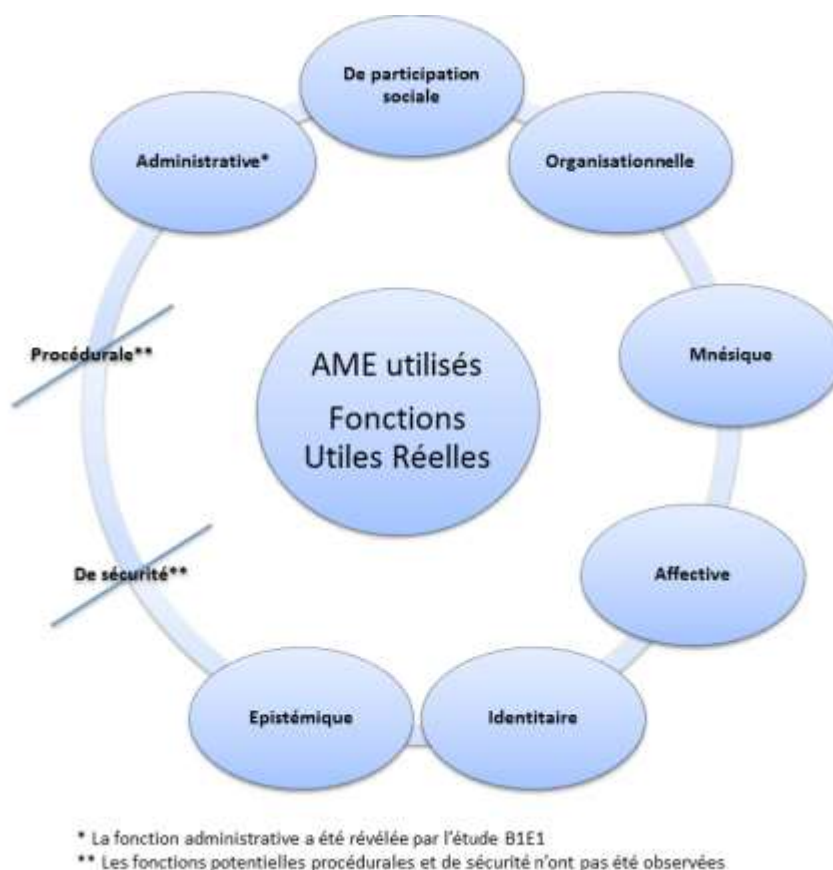 De participation
sociale
Administrative*
Organisationnelle
Procédurale**
Mnésique
AME utilisés
Fonctions
Utiles Réelles
De sécurité**
Affective
Epistémique
Identitaire
* La fonction administrative a été révélée par l'étude B1E1
** Les fonctions potentielles procédurales et de sécurité n'ont pas été observées